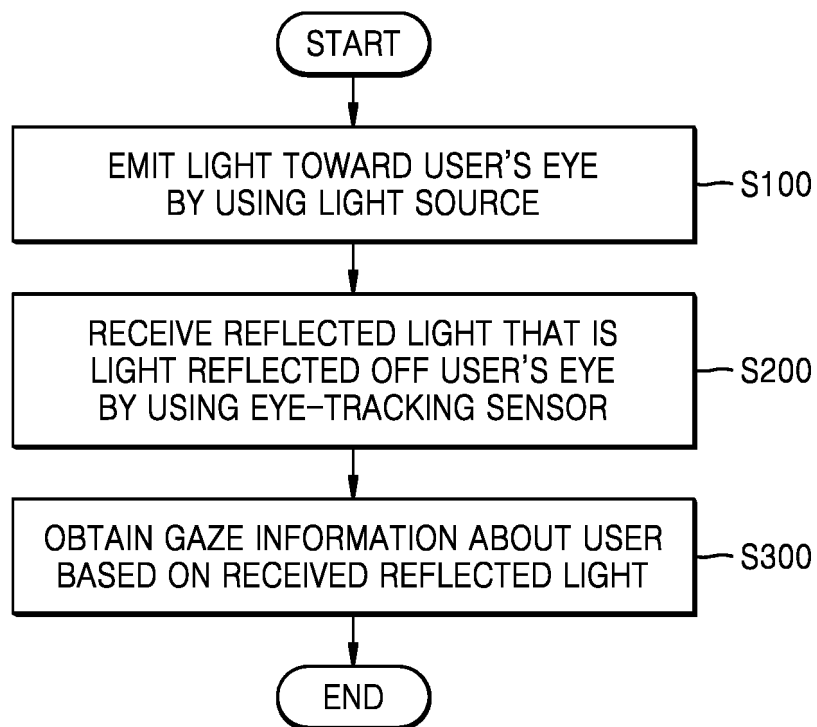 START
EMIT LIGHT TOWARD USER'S EYE
BY USING LIGHT SOURCE
S100
RECEIVE REFLECTED LIGHT THAT IS
LIGHT REFLECTED OFF USER'S EYE
BY USING EYE-TRACKING SENSOR
S200
OBTAIN GAZE INFORMATION ABOUT USER
BASED ON RECEIVED REFLECTED LIGHT
S300
END